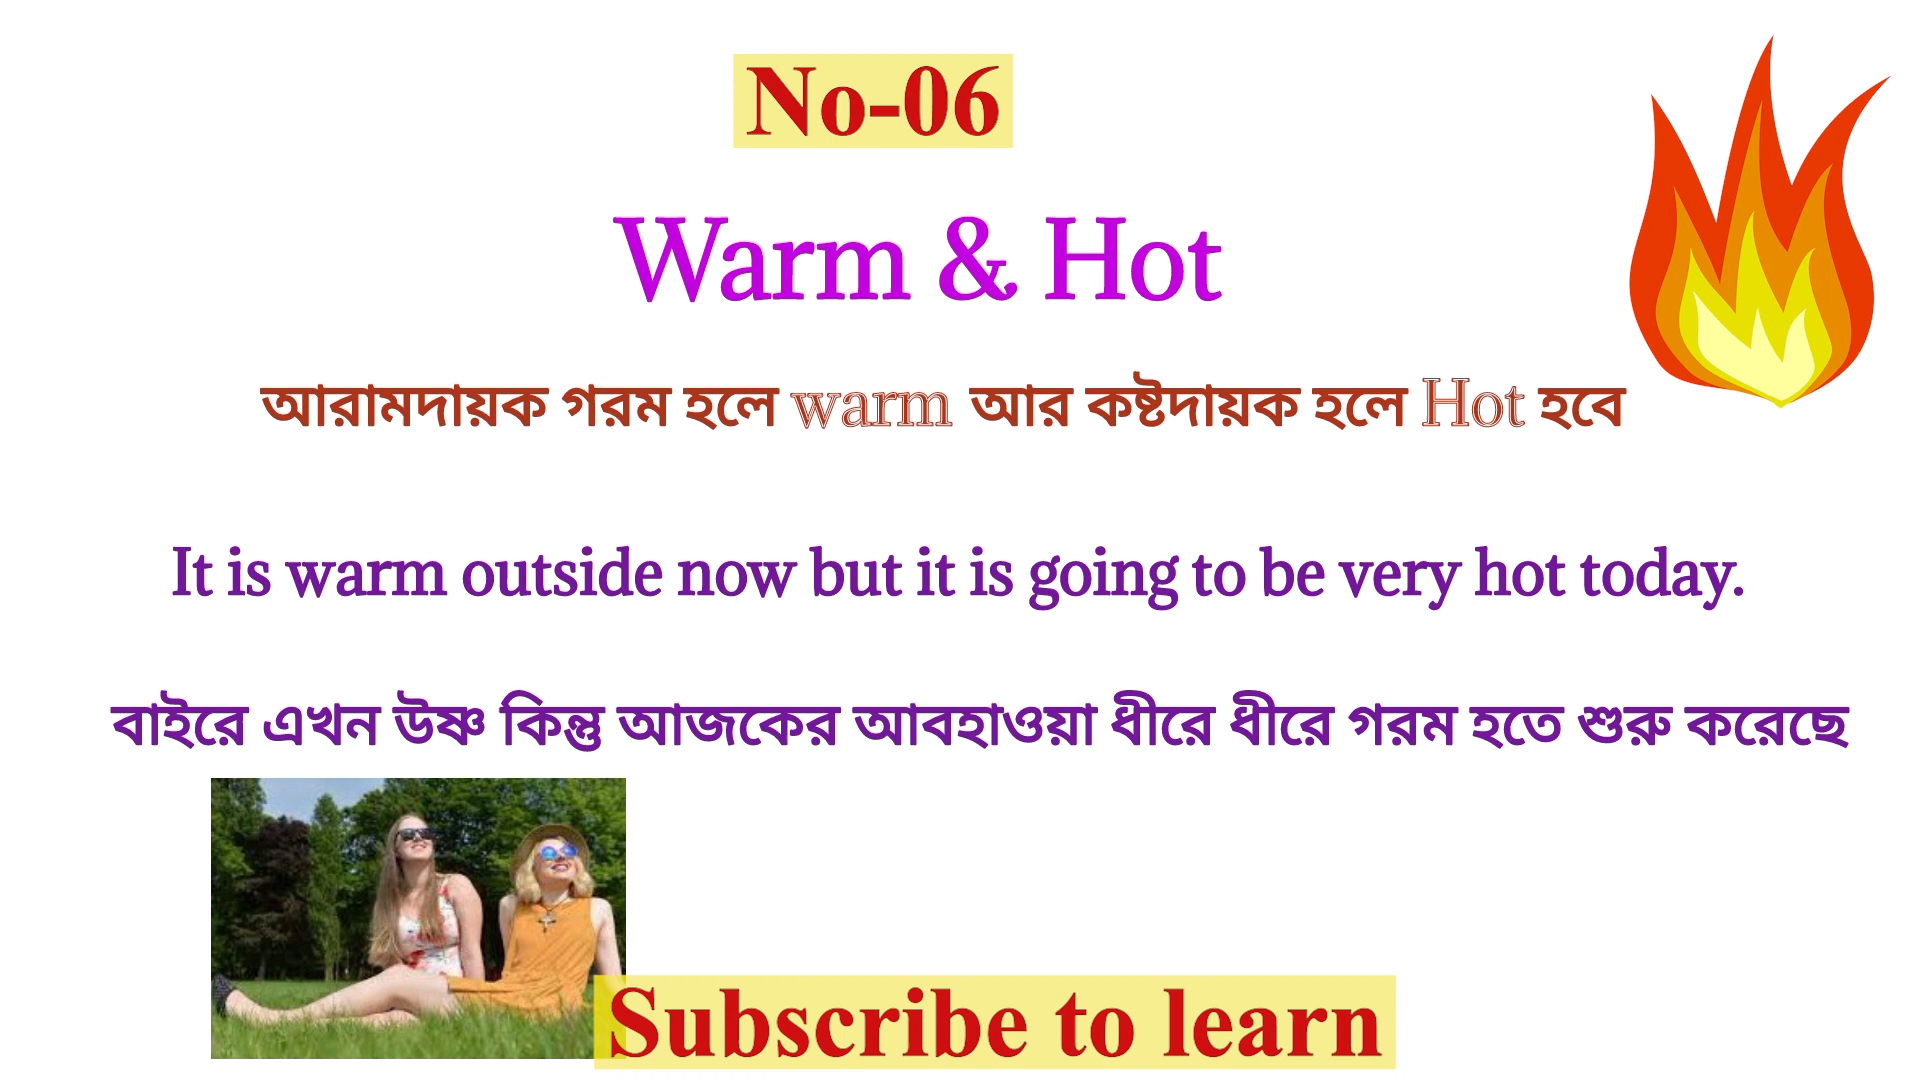 No-06
Warm & Hot
আরামদায়ক গরম হলে warm আর কষ্টদায়ক হলে Hot হবে
It is warm outside now but it is going to be very hot today.
বাইরে এখন উষ্ণ কিন্তু আজকের আবহাওয়া ধীরে ধীরে গরম হতে শুরু করেছে
Subscribe to learn